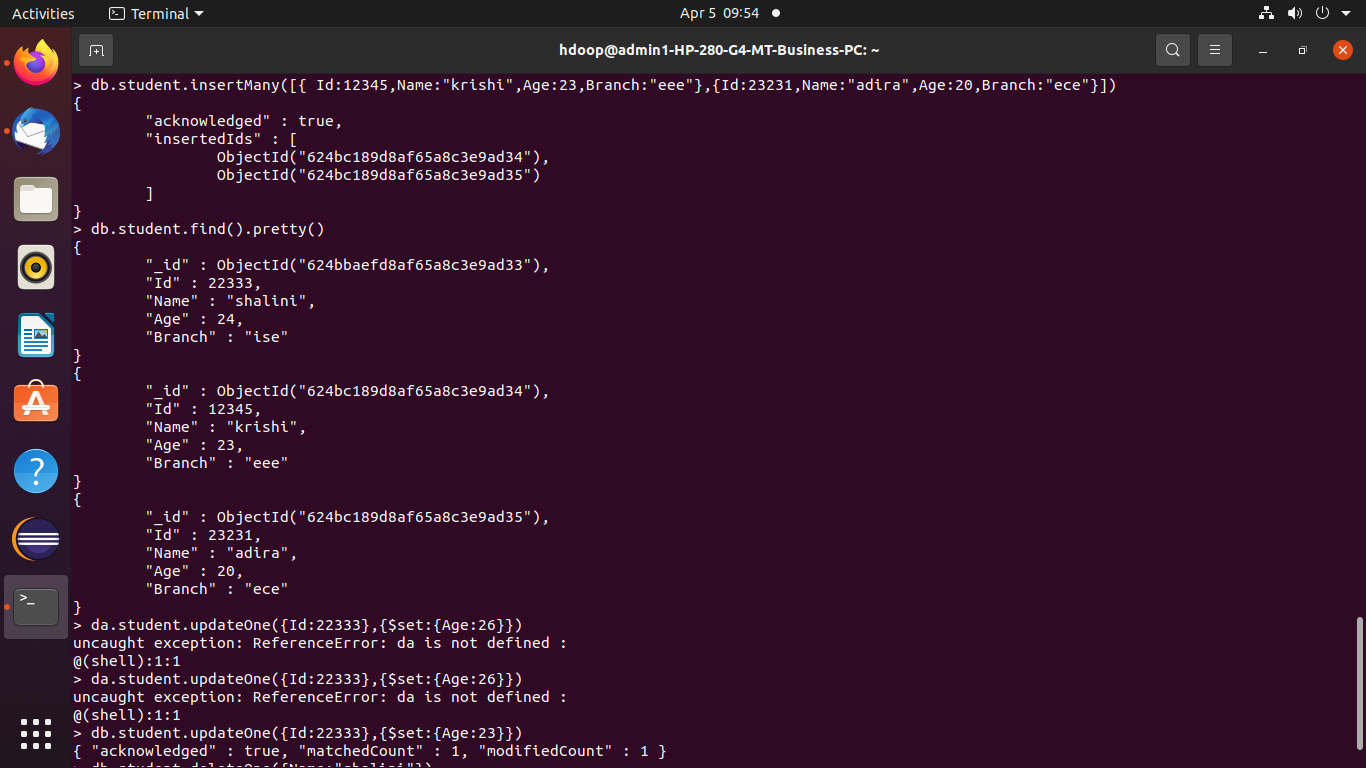 Activities
Terminal
Apr 5 09:54
hdoop@admin1-HP-280-G4-MT-Business-PC: ~
> db.student.insertMany([{ Id:12345,Name:"krishi",Age:23,Branch:"eee"},{Id:23231,Name:"adira",Age:20,Branch:"ece"}])
{
"acknowledged" : true,
"insertedIds" : [
ObjectId("624bc189d8af65a8c3e9ad34"),
ObjectId("624bc189d8af65a8c3e9ad35")
]
}
> db.student.find().pretty()
{
"_id" : ObjectId("624bbaefd8af65a8c3e9ad33"),
"Id" : 22333,
"Name" : "shalini",
"Age" : 24,
"Branch" : "ise"
}
{
"_id" : ObjectId("624bc189d8af65a8c3e9ad34"),
"Id" : 12345,
"Name" : "krishi",
"Age" : 23,
"Branch" : "eee"
}
{
"_id" : ObjectId("624bc189d8af65a8c3e9ad35"),
"Id" : 23231,
"Name" : "adira",
"Age" : 20,
"Branch" : "ece"
}
> da.student.updateOne({Id:22333},{$set:{Age:26}})
uncaught exception: ReferenceError: da is not defined :
@(shell):1:1
> da.student.updateOne({Id:22333},{$set:{Age:26}})
uncaught exception: ReferenceError: da is not defined :
@(shell):1:1
> db.student.updateOne({Id:22333},{$set:{Age:23}})
{ "acknowledged" : true, "matchedCount" : 1, "modifiedCount" : 1 }
> db.student.deleteOne({Name:"shalini"})